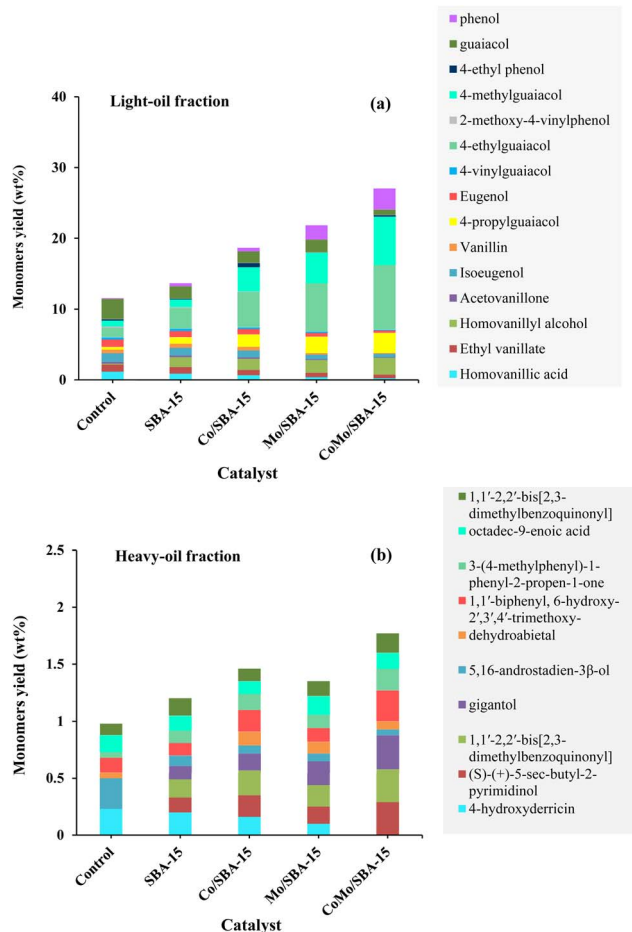 Light-oil fraction
(a)
Monomers yield (wt%)
40
30
20
10
0
Control
SBA-15
Co/SBA-15
Mo/SBA-15
CoMo/SBA-15
Catalyst
phenol
guaiacol
4-ethyl phenol
4-methylguaiacol
2-methoxy-4-vinylphenol
4-ethylguaiacol
4-vinylguaiacol
Eugenol
4-propylguaiacol
Vanillin
Isoeugenol
Acetovanillone
Homovanillyl alcohol
Ethyl vanillate
Homovanillic acid
Heavy-oil fraction
(b)
Monomers yield (wt%)
2.5
2
1.5
1
0.5
0
Control
SBA-15
Co/SBA-15
Mo/SBA-15
CoMo/SBA-15
Catalyst
1,1′-2,2′-bis[2,3-
dimethylbenzoquinonyl]
octadec-9-enoic acid
3-(4-methylphenyl)-1-
phenyl-2-propen-1-one
1,1′-biphenyl, 6-hydroxy-
2′,3′,4′-trimethoxy-
dehydroabietal
5,16-androstadien-3β-ol
gigantol
1,1′-2,2′-bis[2,3-
dimethylbenzoquinonyl]
(S)-(+)-5-sec-butyl-2-
pyrimidinol
4-hydroxyderricin